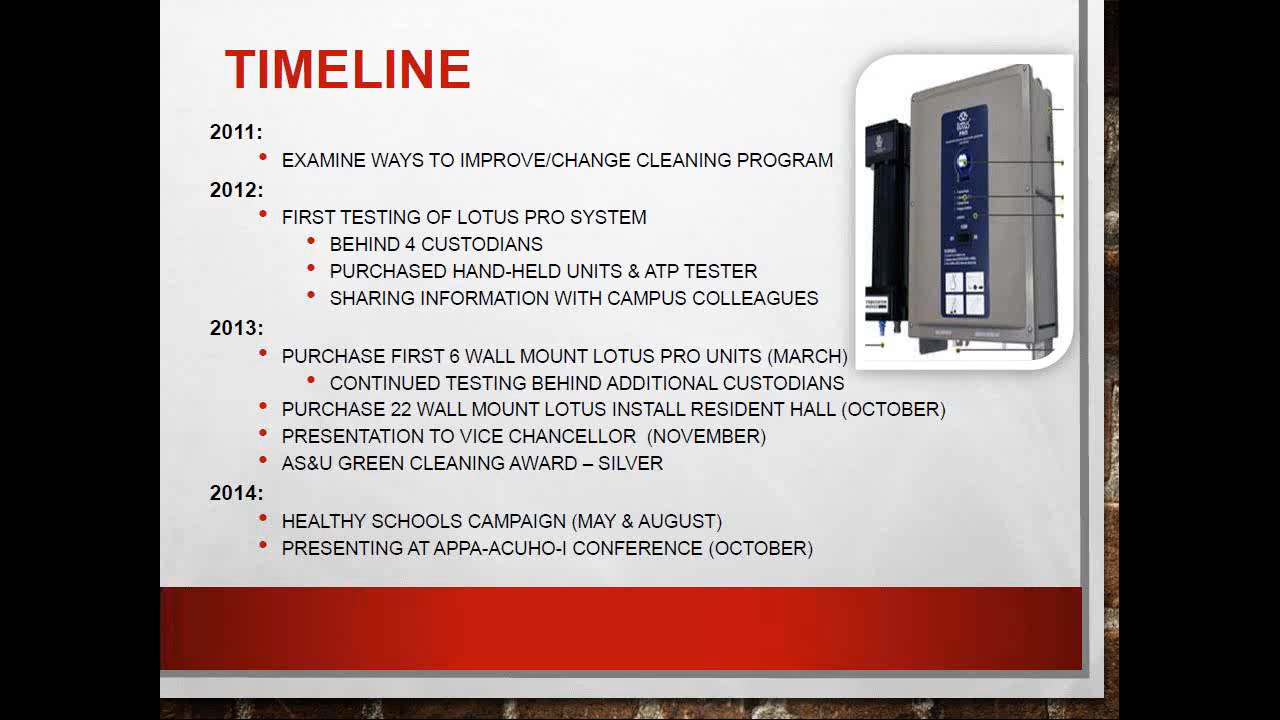 TIMELINE
2011:
• EXAMINE WAYS TO IMPROVE/CHANGE CLEANING PROGRAM
2012:
• FIRST TESTING OF LOTUS PRO SYSTEM
• BEHIND 4 CUSTODIANS
• PURCHASED HAND-HELD UNITS & ATP TESTER
• SHARING INFORMATION WITH CAMPUS COLLEAGUES
2013:
• PURCHASE FIRST 6 WALL MOUNT LOTUS PRO UNITS (MARCH)
• CONTINUED TESTING BEHIND ADDITIONAL CUSTODIANS
• PURCHASE 22 WALL MOUNT LOTUS INSTALL RESIDENT HALL (OCTOBER)
• PRESENTATION TO VICE CHANCELLOR (NOVEMBER)
• AS&U GREEN CLEANING AWARD – SILVER
2014:
• HEALTHY SCHOOLS CAMPAIGN (MAY & AUGUST)
• PRESENTING AT APPA-ACUHO-I CONFERENCE (OCTOBER)
PRO